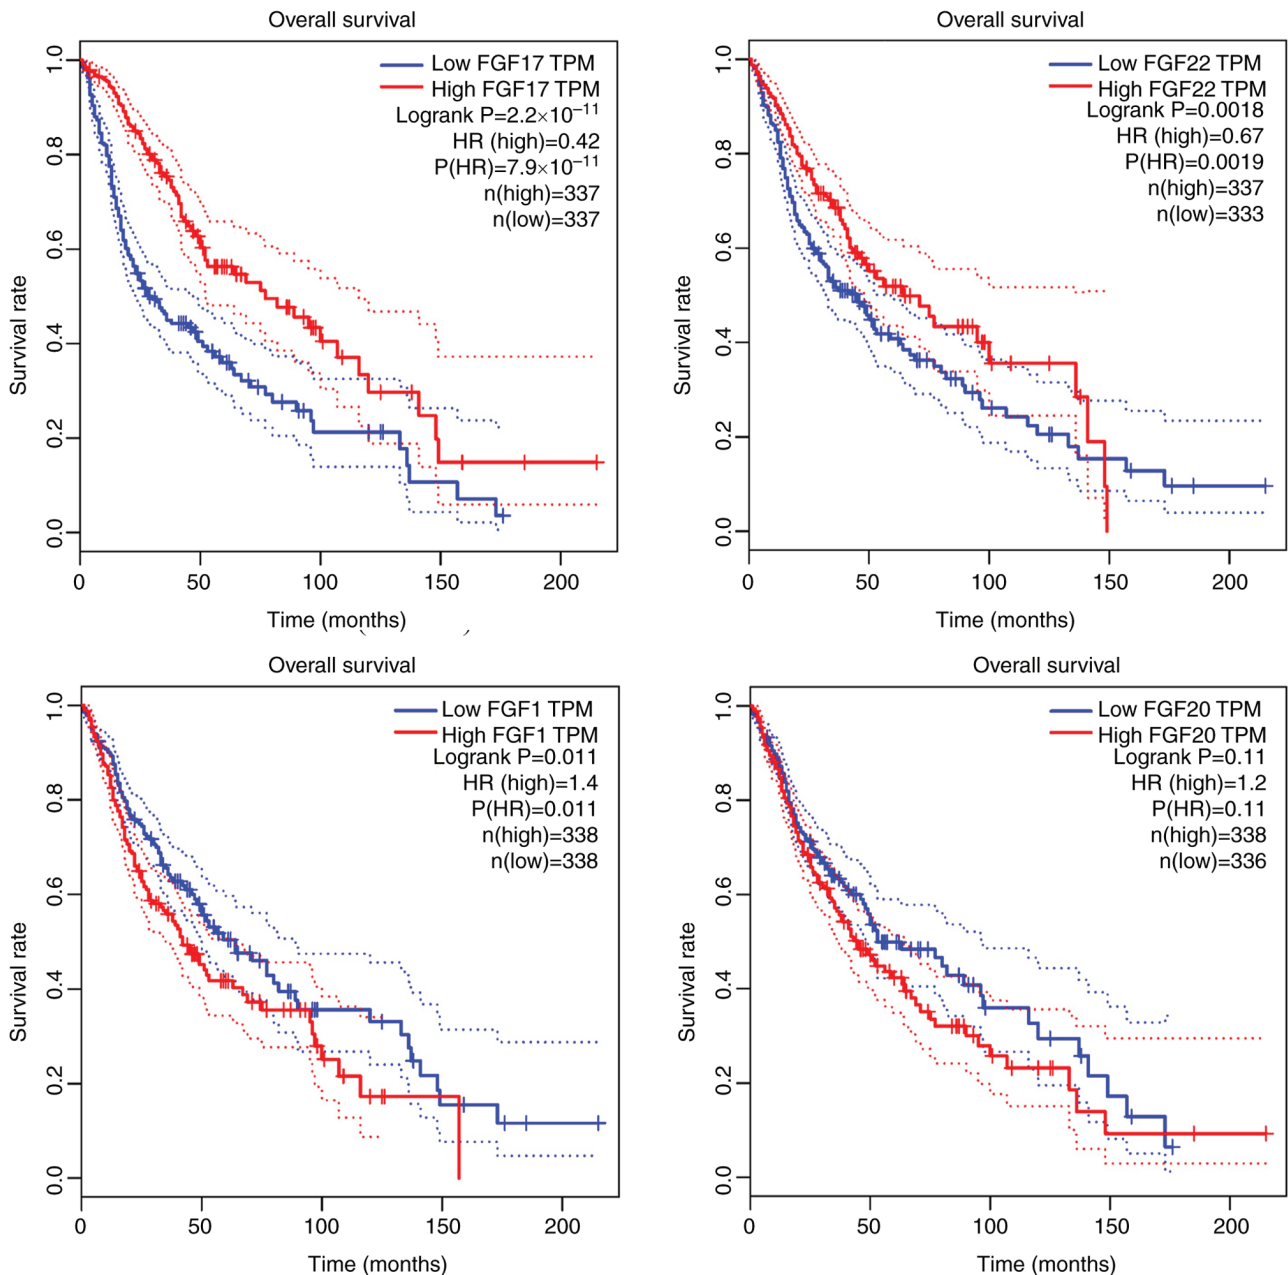 Overall survival
Low FGF17 TPM
High FGF17 TPM
Logrank P=2.2×10⁻¹¹
HR (high)=0.42
P(HR)=7.9×10⁻¹¹
n(high)=337
n(low)=337
Survival rate
1.0
0.8
0.6
0.4
0.2
0.0
0 50 100 150 200
Time (months)
Overall survival
Low FGF22 TPM
High FGF22 TPM
Logrank P=0.0018
HR (high)=0.67
P(HR)=0.0019
n(high)=337
n(low)=333
Survival rate
1.0
0.8
0.6
0.4
0.2
0.0
0 50 100 150 200
Time (months)
Overall survival
Low FGF1 TPM
High FGF1 TPM
Logrank P=0.011
HR (high)=1.4
P(HR)=0.011
n(high)=338
n(low)=338
Survival rate
1.0
0.8
0.6
0.4
0.2
0.0
0 50 100 150 200
Time (months)
Overall survival
Low FGF20 TPM
High FGF20 TPM
Logrank P=0.11
HR (high)=1.2
P(HR)=0.11
n(high)=338
n(low)=336
Survival rate
1.0
0.8
0.6
0.4
0.2
0.0
0 50 100 150 200
Time (months)